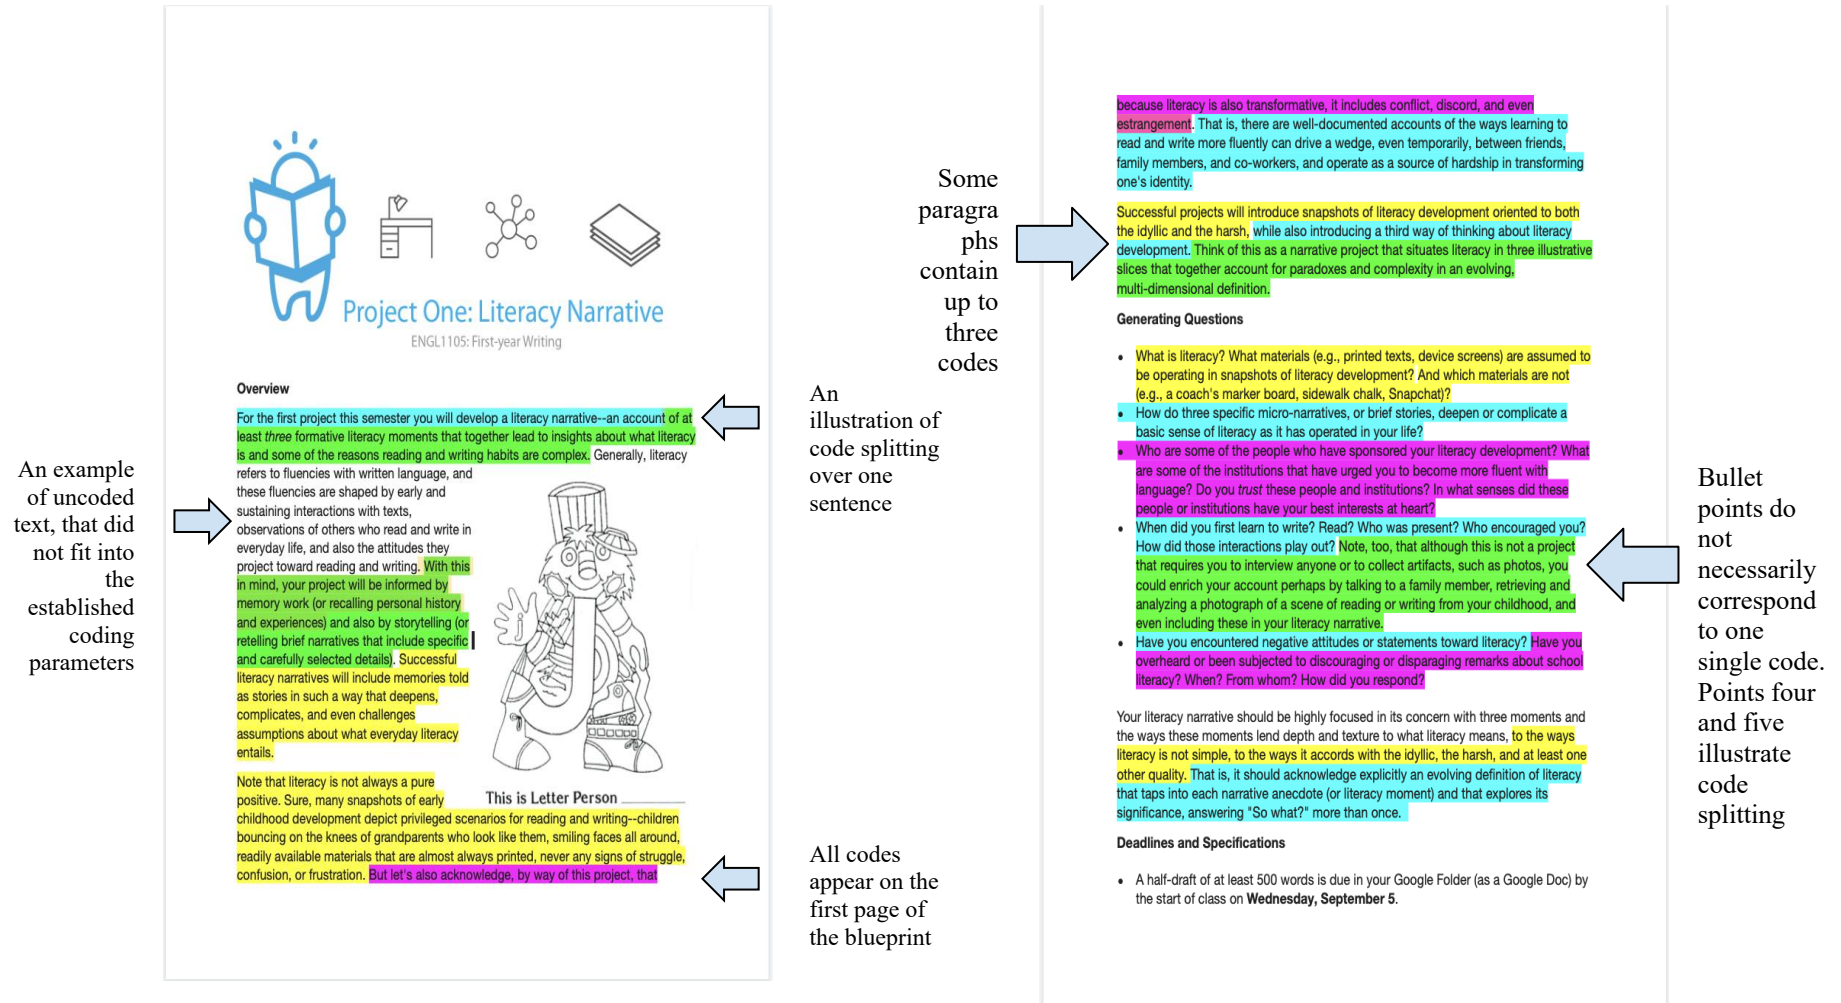 An example
of uncoded
text, that did
not fit into
the
established
coding
parameters
Project One: Literacy Narrative
ENGL1105: First-year Writing
Overview
For the first project this semester you will develop a literacy narrative--an account of at
least three formative literacy moments that together lead to insights about what literacy
is and some of the reasons reading and writing habits are complex. Generally, literacy
refers to fluencies with written language, and
these fluencies are shaped by early and
sustaining interactions with texts,
observations of others who read and write in
everyday life, and also the attitudes they
project toward reading and writing. With this
in mind, your project will be informed by
memory work (or recalling personal history
and experiences) and also by storytelling (or
retelling brief narratives that include specific
and carefully selected details). Successful
literacy narratives will include memories told
as stories in such a way that deepens,
complicates, and even challenges
assumptions about what everyday literacy
entails.
j
This is Letter Person
Note that literacy is not always a pure
positive. Sure, many snapshots of early
childhood development depict privileged scenarios for reading and writing--children
bouncing on the knees of grandparents who look like them, smiling faces all around,
readily available materials that are almost always printed, never any signs of struggle,
confusion, or frustration. But let's also acknowledge, by way of this project, that
An
illustration of
code splitting
over one
sentence
All codes
appear on the
first page of
the blueprint
Some
paragra
phs
contain
up to
three
codes
because literacy is also transformative, it includes conflict, discord, and even
estrangement. That is, there are well-documented accounts of the ways learning to
read and write more fluently can drive a wedge, even temporarily, between friends,
family members, and co-workers, and operate as a source of hardship in transforming
one's identity.
Successful projects will introduce snapshots of literacy development oriented to both
the idyllic and the harsh, while also introducing a third way of thinking about literacy
development. Think of this as a narrative project that situates literacy in three illustrative
slices that together account for paradoxes and complexity in an evolving,
multi-dimensional definition.
Generating Questions
• What is literacy? What materials (e.g., printed texts, device screens) are assumed to
be operating in snapshots of literacy development? And which materials are not
(e.g., a coach's marker board, sidewalk chalk, Snapchat)?
• How do three specific micro-narratives, or brief stories, deepen or complicate a
basic sense of literacy as it has operated in your life?
• Who are some of the people who have sponsored your literacy development? What
are some of the institutions that have urged you to become more fluent with
language? Do you trust these people and institutions? In what senses did these
people or institutions have your best interests at heart?
• When did you first learn to write? Read? Who was present? Who encouraged you?
How did those interactions play out? Note, too, that although this is not a project
that requires you to interview anyone or to collect artifacts, such as photos, you
could enrich your account perhaps by talking to a family member, retrieving and
analyzing a photograph of a scene of reading or writing from your childhood, and
even including these in your literacy narrative.
• Have you encountered negative attitudes or statements toward literacy? Have you
overheard or been subjected to discouraging or disparaging remarks about school
literacy? When? From whom? How did you respond?
Your literacy narrative should be highly focused in its concern with three moments and
the ways these moments lend depth and texture to what literacy means, to the ways
literacy is not simple, to the ways it accords with the idyllic, the harsh, and at least one
other quality. That is, it should acknowledge explicitly an evolving definition of literacy
that taps into each narrative anecdote (or literacy moment) and that explores its
significance, answering "So what?" more than once.
Deadlines and Specifications
• A half-draft of at least 500 words is due in your Google Folder (as a Google Doc) by
the start of class on Wednesday, September 5.
Bullet
points do
not
necessarily
correspond
to one
single code.
Points four
and five
illustrate
code
splitting